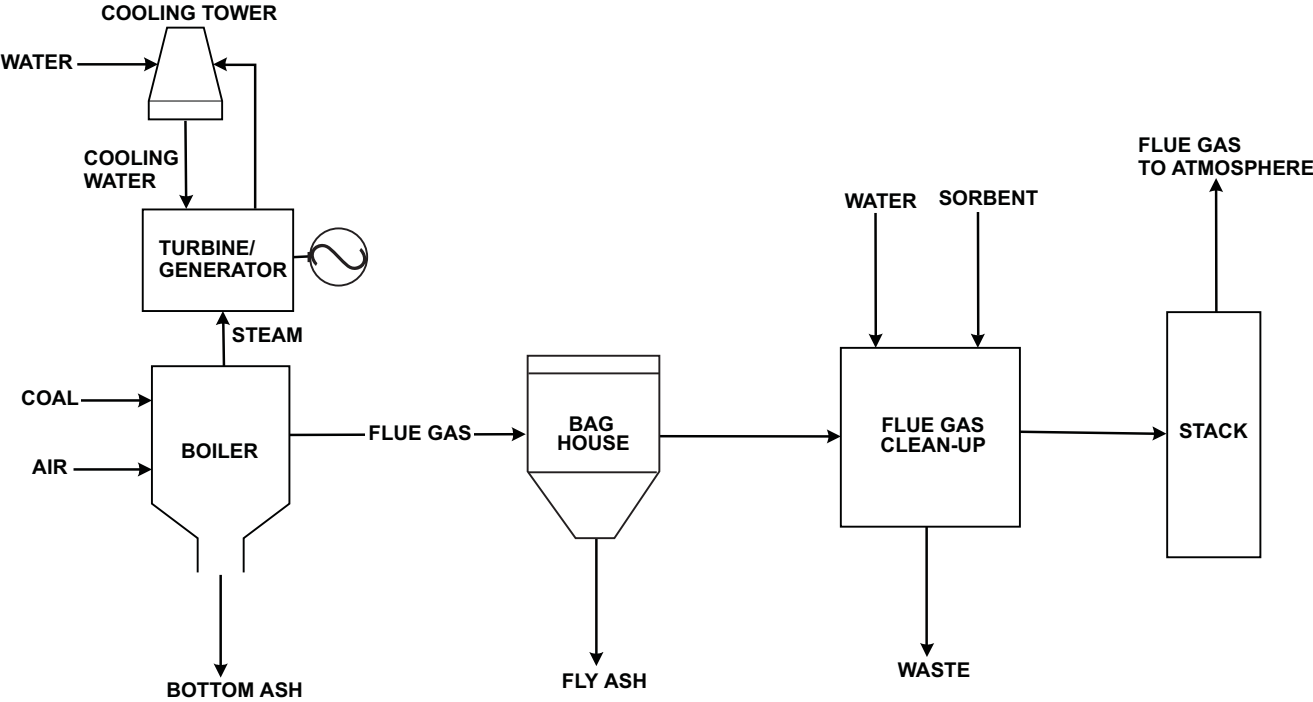 COOLING TOWER
WATER
COOLING
WATER
TURBINE/
GENERATOR
STEAM
COAL
AIR
BOILER
BOTTOM ASH
FLUE GAS
BAG
HOUSE
FLY ASH
WATER
SORBENT
FLUE GAS
CLEAN-UP
WASTE
FLUE GAS
TO ATMOSPHERE
STACK